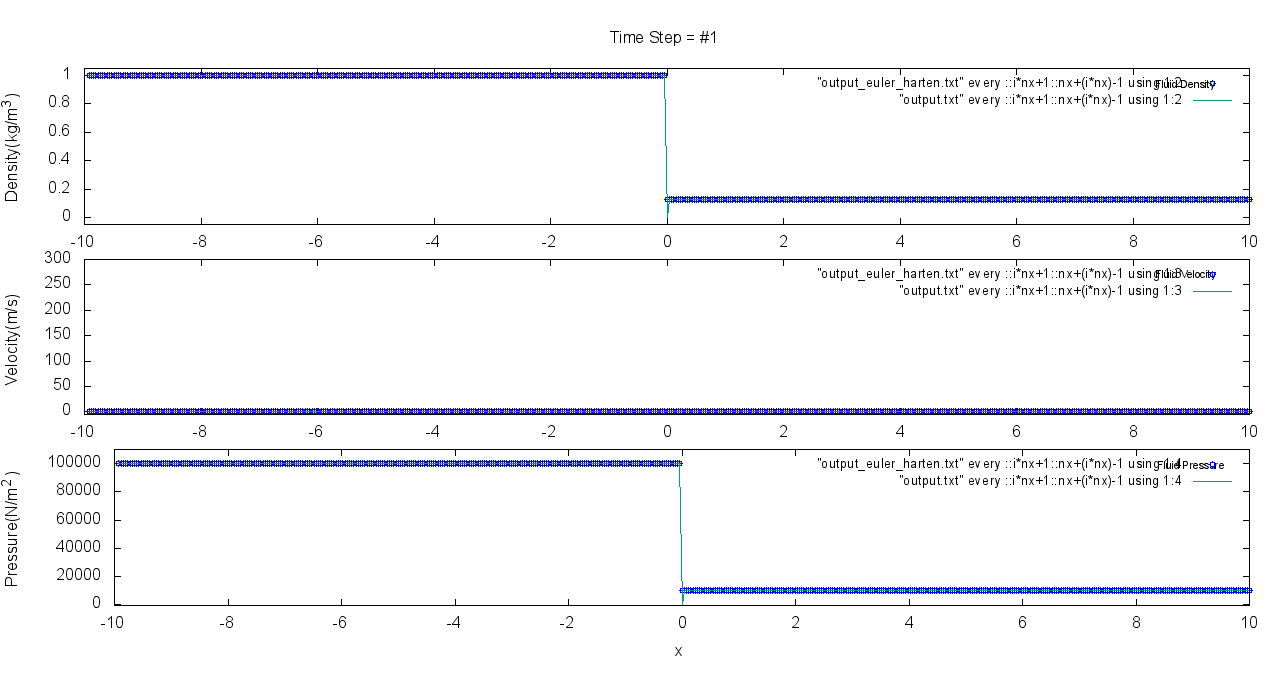 Time Step = #1
1
0.8
0.6
0.4
0.2
0
Density(kg/m3)
"output_euler_harten.txt" every ::i*nx+1::nx+(i*nx)-1 using 1:2
Fluid Density
"output.txt" every ::i*nx+1::nx+(i*nx)-1 using 1:2
-10 -8 -6 -4 -2 0 2 4 6 8 10
300
250
200
150
100
50
0
Velocity(m/s)
"output_euler_harten.txt" every ::i*nx+1::nx+(i*nx)-1 using 1:3
Fluid Velocity
"output.txt" every ::i*nx+1::nx+(i*nx)-1 using 1:3
-10 -8 -6 -4 -2 0 2 4 6 8 10
100000
80000
60000
40000
20000
0
Pressure(N/m2)
"output_euler_harten.txt" every ::i*nx+1::nx+(i*nx)-1 using 1:4
Fluid Pressure
"output.txt" every ::i*nx+1::nx+(i*nx)-1 using 1:4
-10 -8 -6 -4 -2 0 2 4 6 8 10
x